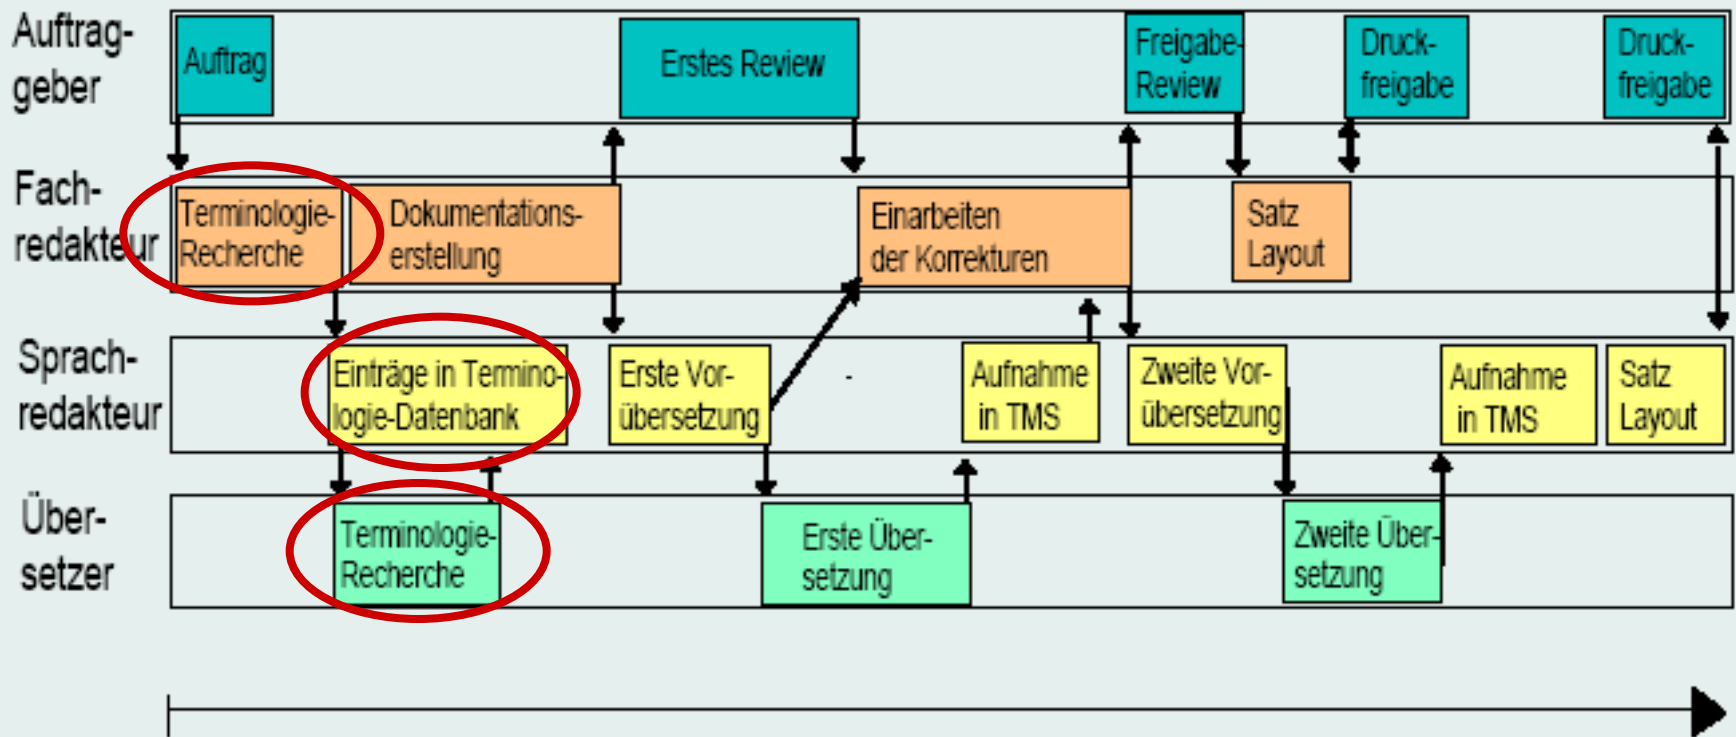 Auftrag-
geber
Auftrag
Erstes Review
Freigabe-
Review
Druck-
freigabe
Druck-
freigabe
Fach-
redakteur
Terminologie-
Recherche
Dokumentations-
erstellung
Einarbeiten
der Korrekturen
Satz
Layout
Sprach-
redakteur
Einträge in Termino-
logie-Datenbank
Erste Vor-
übersetzung
Aufnahme
in TMS
Zweite Vor-
übersetzung
Aufnahme
in TMS
Satz
Layout
Über-
setzer
Terminologie-
Recherche
Erste Über-
setzung
Zweite Über-
setzung